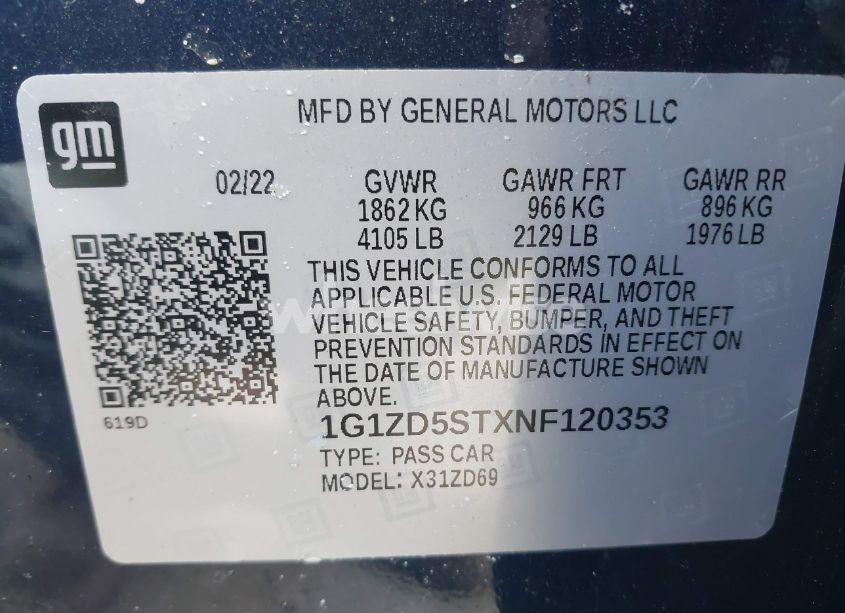 gm
MFD BY GENERAL MOTORS LLC
02/22 GVWR GAWR FRT GAWR RR
1862 KG 966 KG 896 KG
4105 LB 2129 LB 1976 LB
THIS VEHICLE CONFORMS TO ALL
APPLICABLE U.S. FEDERAL MOTOR
VEHICLE SAFETY, BUMPER, AND THEFT
PREVENTION STANDARDS IN EFFECT ON
THE DATE OF MANUFACTURE SHOWN
ABOVE.
619D
1G1ZD5STXNF120353
TYPE: PASS CAR
MODEL: X31ZD69